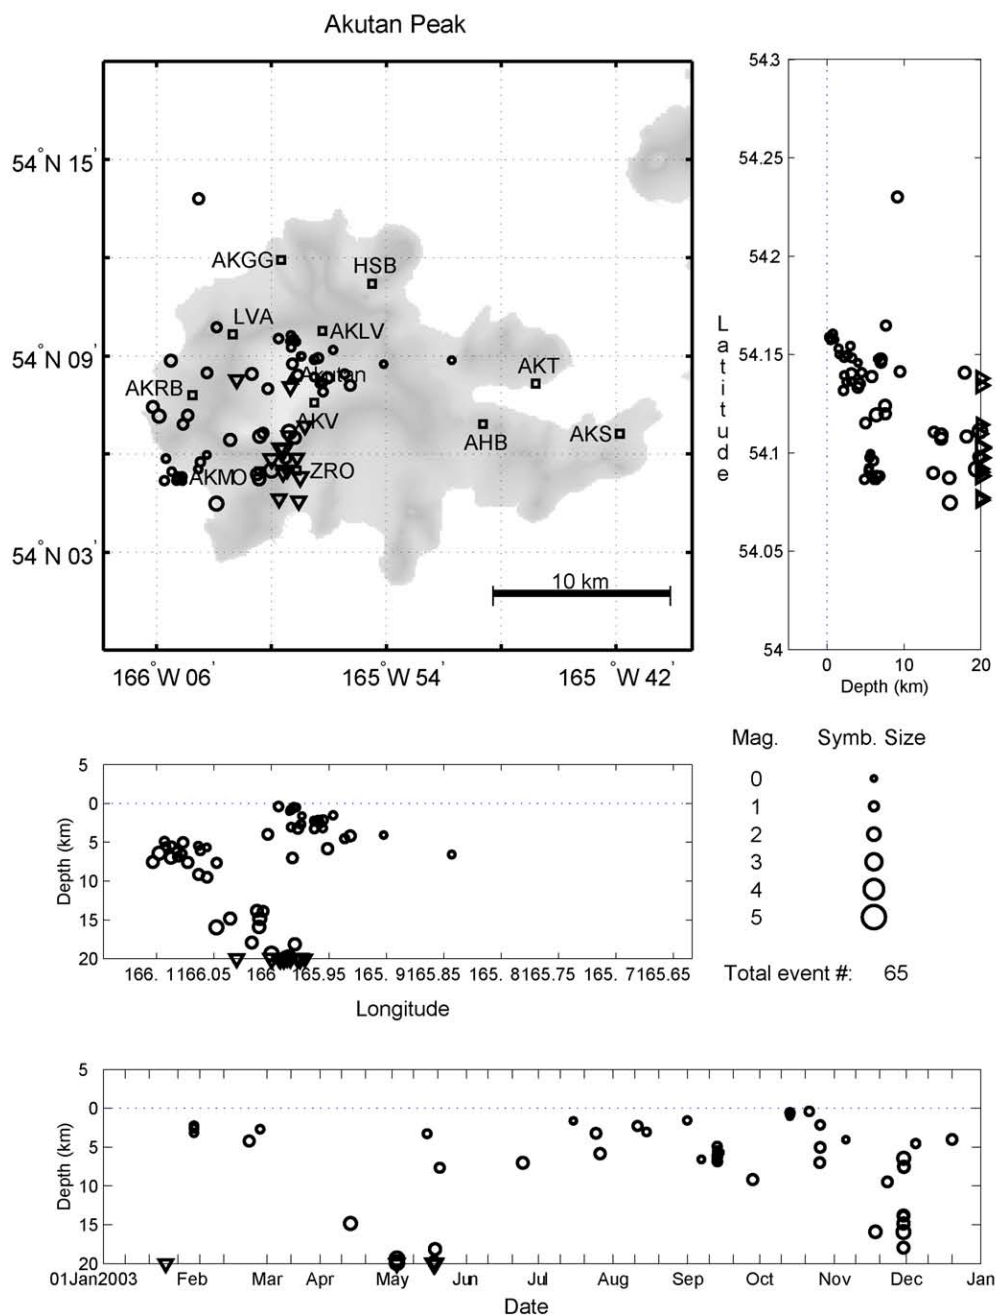 Akutan Peak
54°N 15'
54°N 09'
54°N 03'
166°W 06'
165°W 54'
165°W 42'
AKGG
HSB
LVA
AKLV
AKT
AKRB
Akutan
AKV
AHB
AKS
AKMO
ZRO
10 km
54.3
54.25
54.2
54.15
54.1
54.05
54
Latitude
0 10 20
Depth (km)
Mag. Symb. Size
0
1
2
3
4
5
Total event #: 65
5
0
5
10
15
20
Depth (km)
166. 1166.05 166 165.95 165. 9165.85 165. 8165.75 165. 7165.65
Longitude
5
0
5
10
15
20
Depth (km)
01Jan2003 Feb Mar Apr May Jun Jul Aug Sep Oct Nov Dec Jan
Date